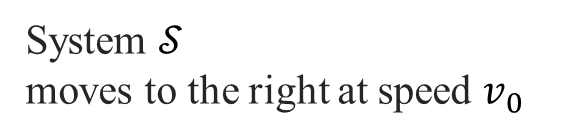 System 𝒮
moves to the right at speed 𝑣₀